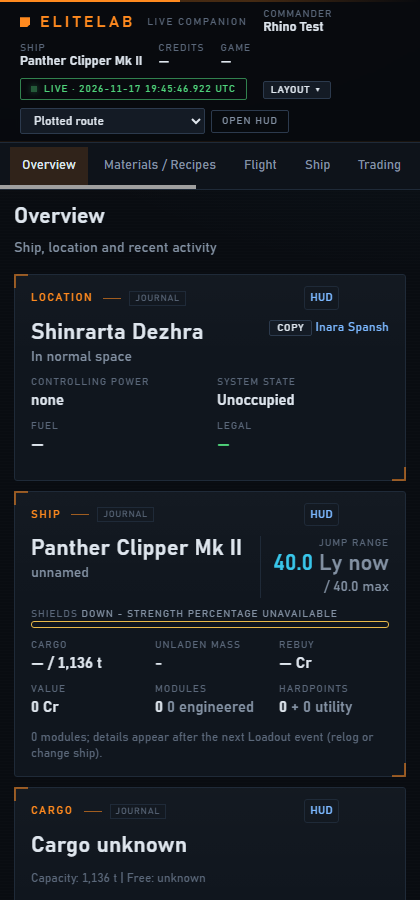 ELITELAB LIVE COMPANION
COMMANDER
Rhino Test
SHIP
Panther Clipper Mk II
CREDITS
—
GAME
—
LIVE · 2026-11-17 19:45:46.922 UTC
LAYOUT ▾
Plotted route
OPEN HUD
Overview Materials / Recipes Flight Ship Trading
Overview
Ship, location and recent activity
LOCATION JOURNAL HUD
Shinrarta Dezhra
COPY Inara Spansh
In normal space
CONTROLLING POWER SYSTEM STATE
none Unoccupied
FUEL LEGAL
— —
SHIP JOURNAL HUD
Panther Clipper Mk II
unnamed
JUMP RANGE
40.0 Ly now
/ 40.0 max
SHIELDS DOWN - STRENGTH PERCENTAGE UNAVAILABLE
CARGO UNLADEN MASS REBUY
— / 1,136 t - — Cr
VALUE MODULES HARDPOINTS
0 Cr 0 0 engineered 0 + 0 utility
0 modules; details appear after the next Loadout event (relog or
change ship).
CARGO JOURNAL HUD
Cargo unknown
Capacity: 1,136 t | Free: unknown